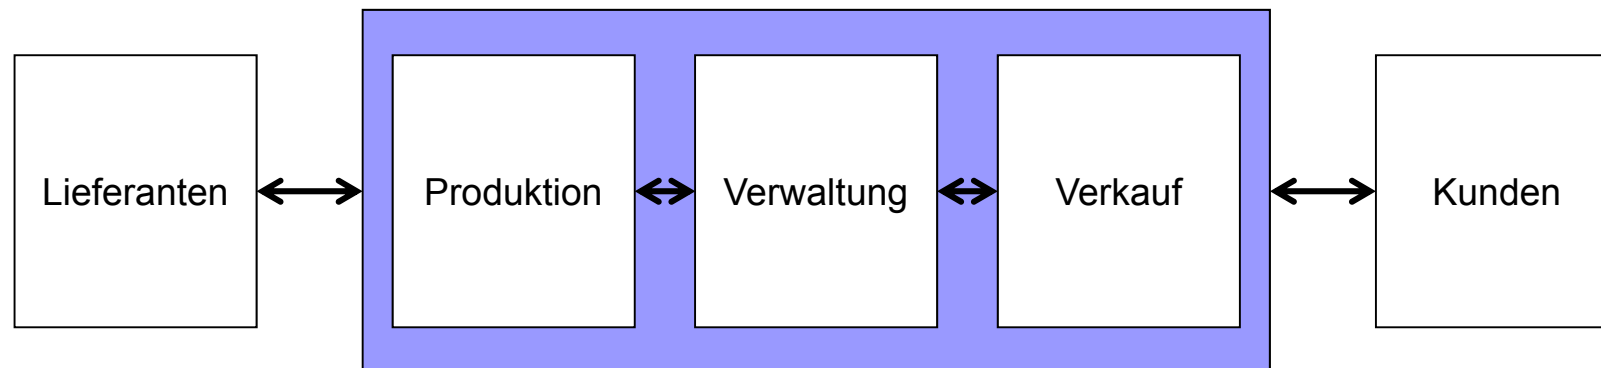 Lieferanten
Produktion
Verwaltung
Verkauf
Kunden